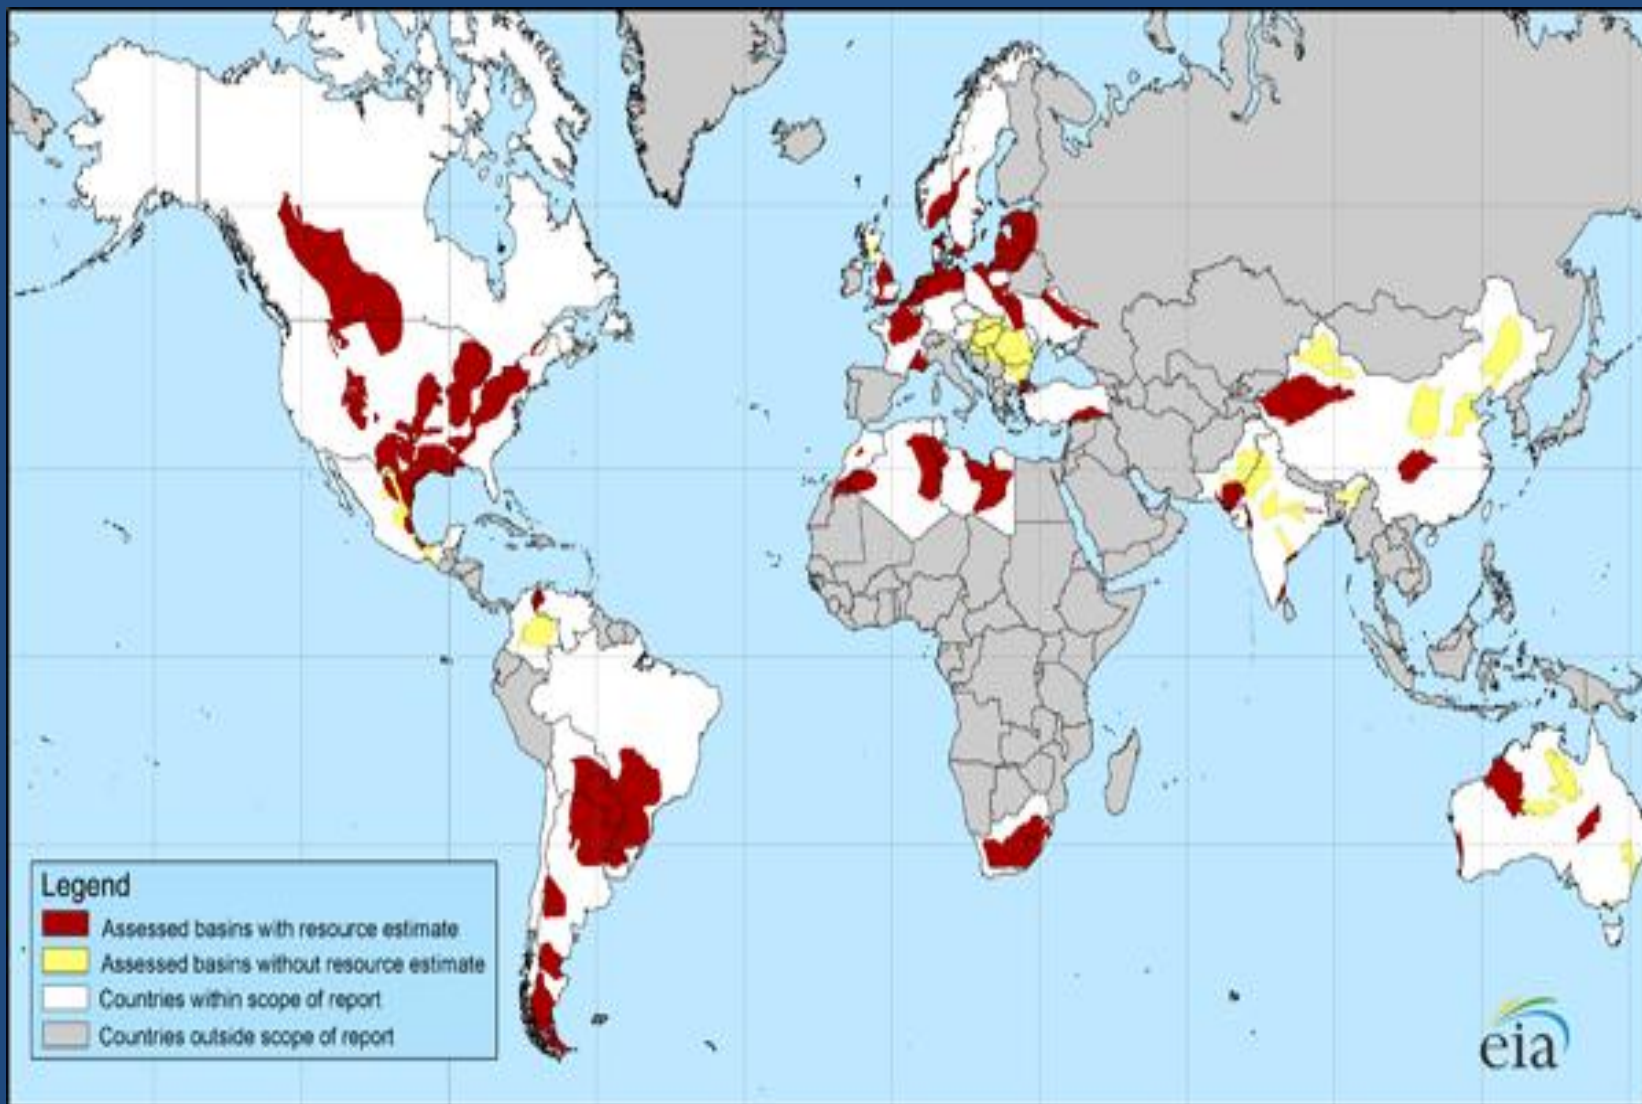 Legend
Assessed basins with resource estimate
Assessed basins without resource estimate
Countries within scope of report
Countries outside scope of report
eia